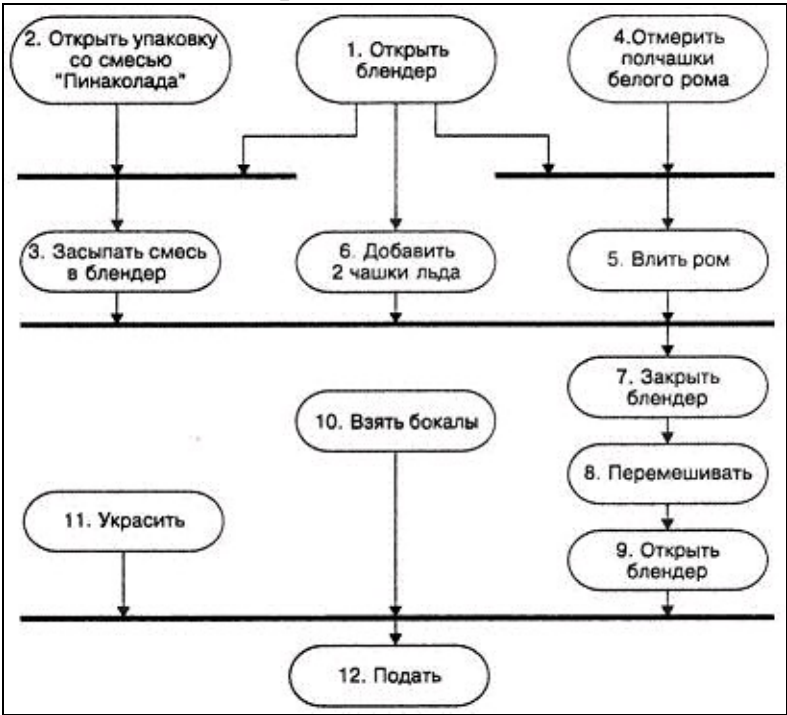 2. Открыть упаковку
со смесью
"Пинаколада"
1. Открыть
блендер
4.Отмерить
полчашки
белого рома
3. Засыпать смесь
в блендер
6. Добавить
2 чашки льда
5. Влить ром
7. Закрыть
блендер
10. Взять бокалы
8. Перемешивать
11. Украсить
9. Открыть
блендер
12. Подать